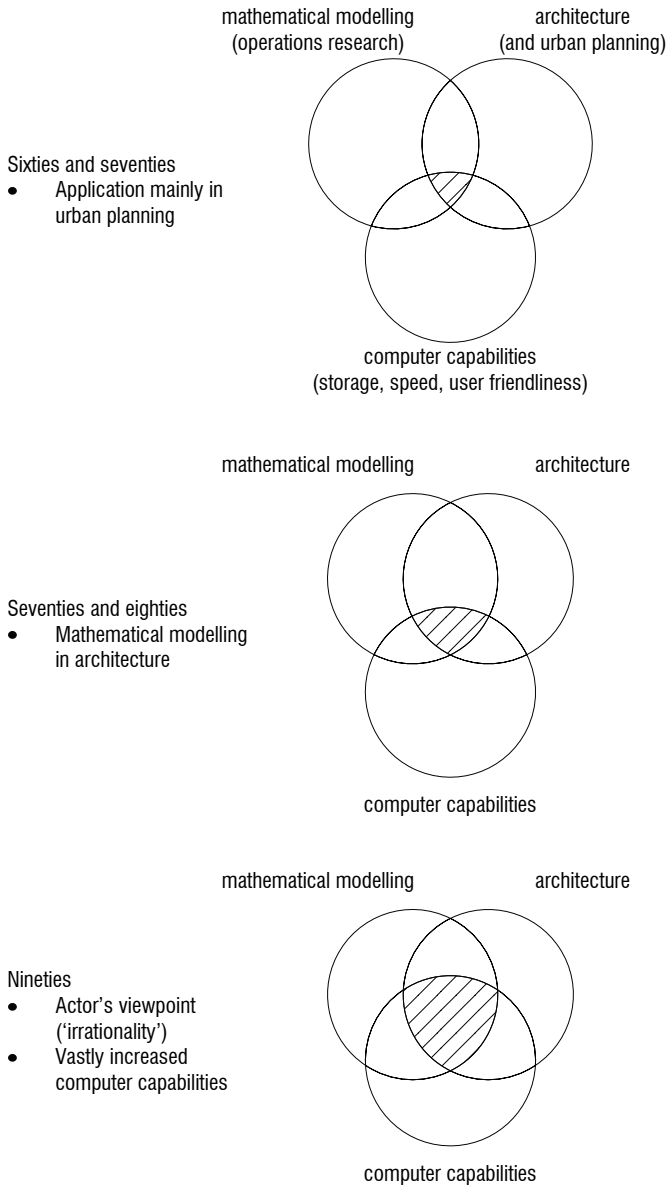 mathematical modelling
(operations research)
architecture
(and urban planning)
Sixties and seventies
• Application mainly in
urban planning
computer capabilities
(storage, speed, user friendliness)
mathematical modelling
architecture
Seventies and eighties
• Mathematical modelling
in architecture
computer capabilities
mathematical modelling
architecture
Nineties
• Actor’s viewpoint
(‘irrationality’)
• Vastly increased
computer capabilities
computer capabilities